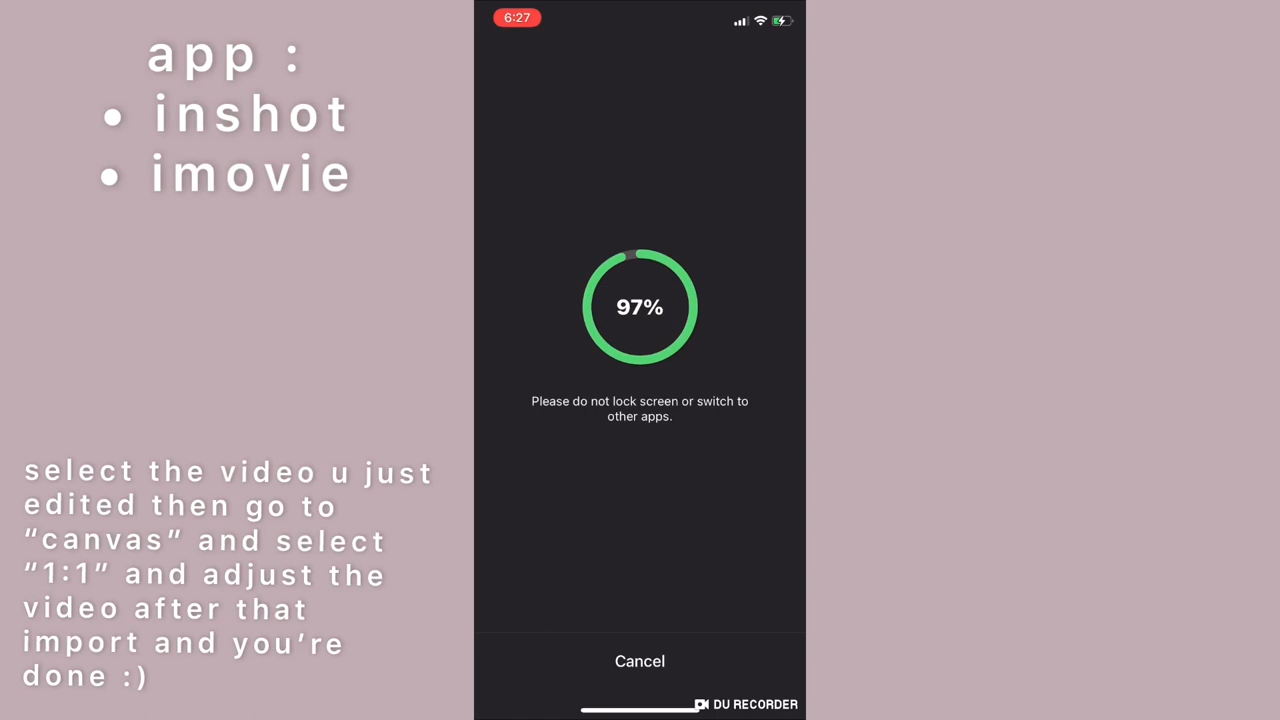 app :
• inshot
• imovie
select the video u just
edited then go to
“canvas” and select
“1:1” and adjust the
video after that
import and you’re
done :)
6:27
97%
Please do not lock screen or switch to
other apps.
Cancel
DU RECORDER